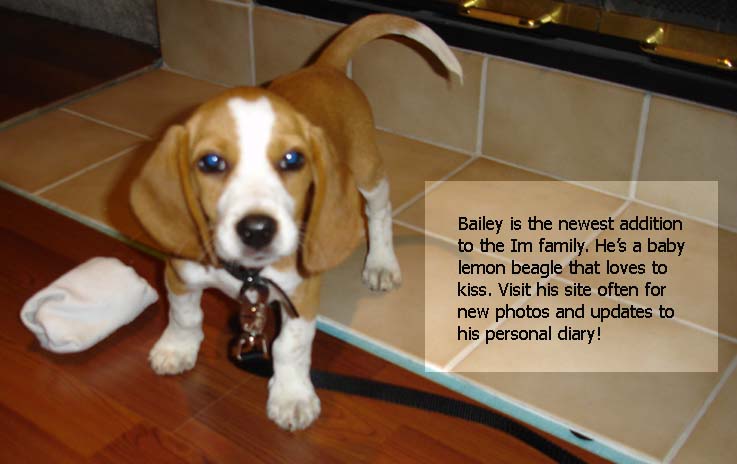 Bailey is the newest addition
to the Im family. He's a baby
lemon beagle that loves to
kiss. Visit his site often for
new photos and updates to
his personal diary!